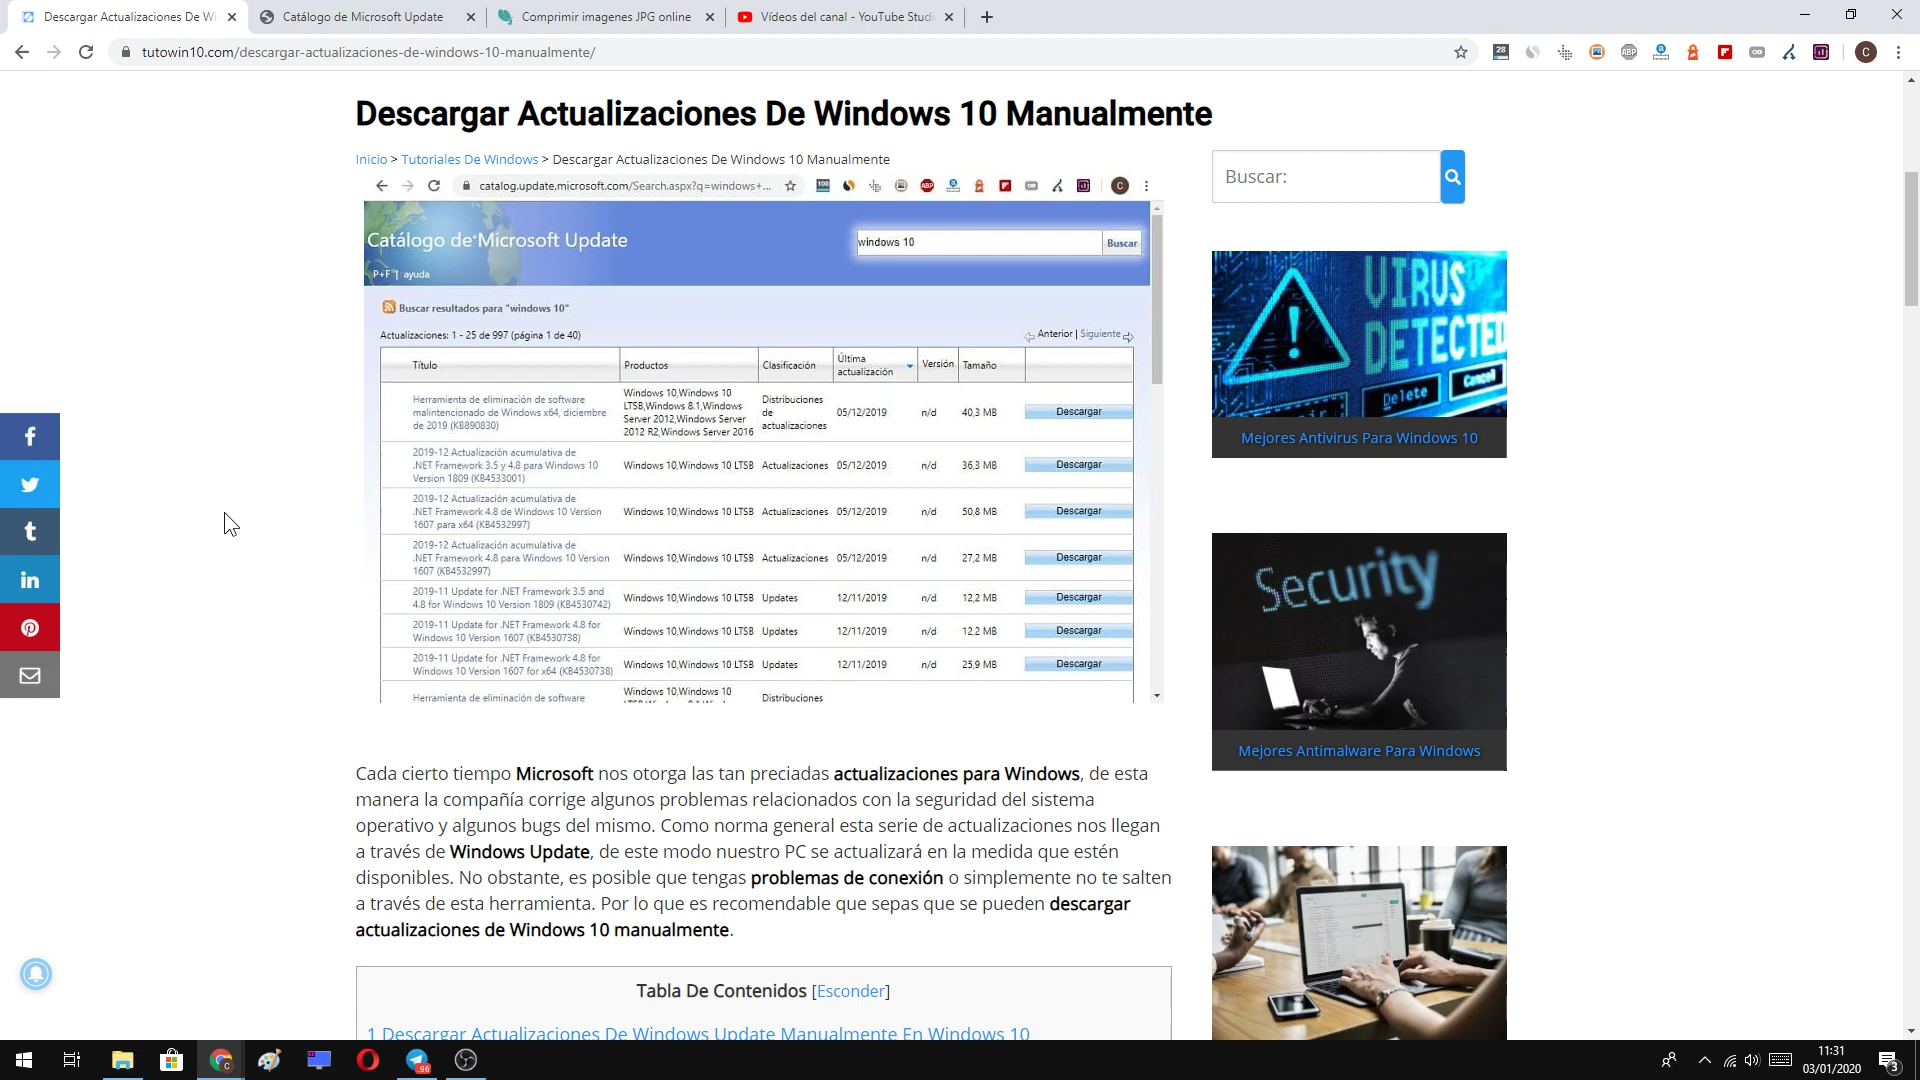 Descargar Actualizaciones De Wi
Catálogo de Microsoft Update
Comprimir imagenes JPG online
Vídeos del canal - YouTube Studi
tutowin10.com/descargar-actualizaciones-de-windows-10-manualmente/
28
ABP
C
Descargar Actualizaciones De Windows 10 Manualmente
Inicio > Tutoriales De Windows > Descargar Actualizaciones De Windows 10 Manualmente
Buscar:
catalog.update.microsoft.com/Search.aspx?q=windows+...
100
ABP
C
Catálogo de Microsoft Update
windows 10
Buscar
P+F | ayuda
Buscar resultados para "windows 10"
Actualizaciones: 1 - 25 de 997 (página 1 de 40)
Anterior | Siguiente
Título Productos Clasificación Última actualización Versión Tamaño
Herramienta de eliminación de software
malintencionado de Windows x64, diciembre
de 2019 (KB890830)
Windows 10,Windows 10
LTSB,Windows 8.1,Windows
Server 2012,Windows Server
2012 R2,Windows Server 2016
Distribuciones
de
actualizaciones
05/12/2019 n/d 40,3 MB Descargar
2019-12 Actualización acumulativa de
.NET Framework 3.5 y 4.8 para Windows 10
Version 1809 (KB4533001)
Windows 10,Windows 10 LTSB Actualizaciones 05/12/2019 n/d 36,3 MB Descargar
2019-12 Actualización acumulativa de
.NET Framework 4.8 de Windows 10 Version
1607 para x64 (KB4532997)
Windows 10,Windows 10 LTSB Actualizaciones 05/12/2019 n/d 50,8 MB Descargar
2019-12 Actualización acumulativa de
.NET Framework 4.8 para Windows 10 Version
1607 (KB4532997)
Windows 10,Windows 10 LTSB Actualizaciones 05/12/2019 n/d 27,2 MB Descargar
2019-11 Update for .NET Framework 3.5 and
4.8 for Windows 10 Version 1809 (KB4530742)
Windows 10,Windows 10 LTSB Updates 12/11/2019 n/d 12,2 MB Descargar
2019-11 Update for .NET Framework 4.8 for
Windows 10 Version 1607 (KB4530738)
Windows 10,Windows 10 LTSB Updates 12/11/2019 n/d 12,2 MB Descargar
2019-11 Update for .NET Framework 4.8 for
Windows 10 Version 1607 for x64 (KB4530738)
Windows 10,Windows 10 LTSB Updates 12/11/2019 n/d 25,9 MB Descargar
Herramienta de eliminación de software
Windows 10,Windows 10
Distribuciones
VIRUS
DETECTED
Delete
Cancel
Mejores Antivirus Para Windows 10
Security
Mejores Antimalware Para Windows
Cada cierto tiempo Microsoft nos otorga las tan preciadas actualizaciones para Windows, de esta
manera la compañía corrige algunos problemas relacionados con la seguridad del sistema
operativo y algunos bugs del mismo. Como norma general esta serie de actualizaciones nos llegan
a través de Windows Update, de este modo nuestro PC se actualizará en la medida que estén
disponibles. No obstante, es posible que tengas problemas de conexión o simplemente no te salten
a través de esta herramienta. Por lo que es recomendable que sepas que se pueden descargar
actualizaciones de Windows 10 manualmente.
Tabla De Contenidos [Esconder]
1 Descargar Actualizaciones De Windows Update Manualmente En Windows 10
96
11:31
03/01/2020
3